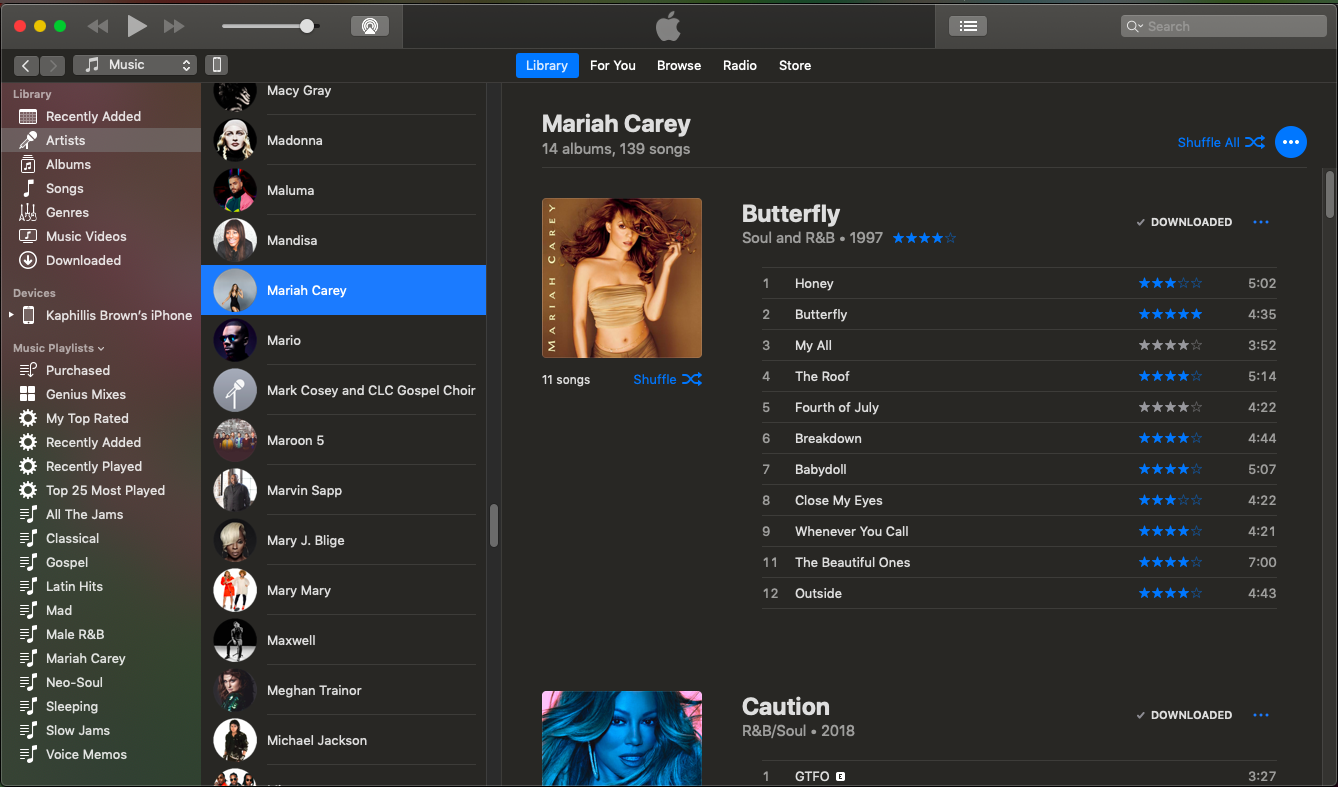 Search
Music
Library
For You
Browse
Radio
Store
Library
Recently Added
Artists
Albums
Songs
Genres
Music Videos
Downloaded
Devices
Kaphillis Brown's iPhone
Music Playlists
Purchased
Genius Mixes
My Top Rated
Recently Added
Recently Played
Top 25 Most Played
All The Jams
Classical
Gospel
Latin Hits
Mad
Male R&B
Mariah Carey
Neo-Soul
Sleeping
Slow Jams
Voice Memos
Macy Gray
Madonna
Maluma
Mandisa
Mariah Carey
Mario
Mark Cosey and CLC Gospel Choir
Maroon 5
Marvin Sapp
Mary J. Blige
Mary Mary
Maxwell
Meghan Trainor
Michael Jackson
Mariah Carey
14 albums, 139 songs
Shuffle All
MARIAH CAREY
11 songs
Shuffle
Butterfly
Soul and R&B • 1997 ★★★★☆
✓ DOWNLOADED
1 Honey ★★★☆☆ 5:02
2 Butterfly ★★★★★ 4:35
3 My All ★★★★☆ 3:52
4 The Roof ★★★★☆ 5:14
5 Fourth of July ★★★★☆ 4:22
6 Breakdown ★★★★☆ 4:44
7 Babydoll ★★★★☆ 5:07
8 Close My Eyes ★★★☆☆ 4:22
9 Whenever You Call ★★★★☆ 4:21
11 The Beautiful Ones ★★★★☆ 7:00
12 Outside ★★★★☆ 4:43
Caution
R&B/Soul • 2018
✓ DOWNLOADED
1 GTFO E 3:27